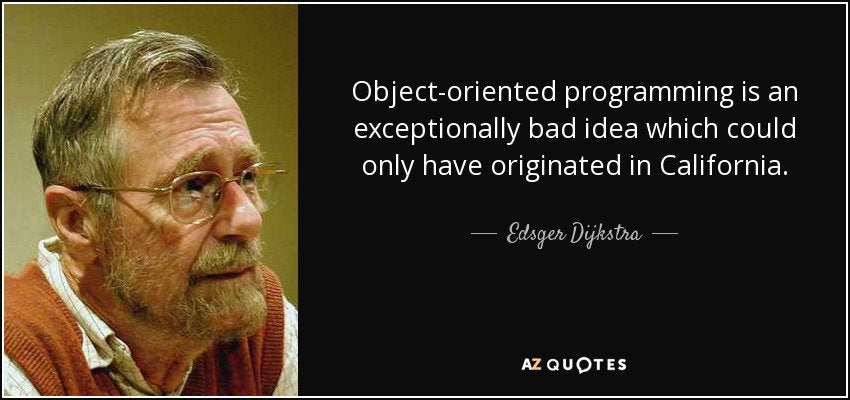 Object-oriented programming is an
exceptionally bad idea which could
only have originated in California.
Edsger Dijkstra
AZ QUOTES